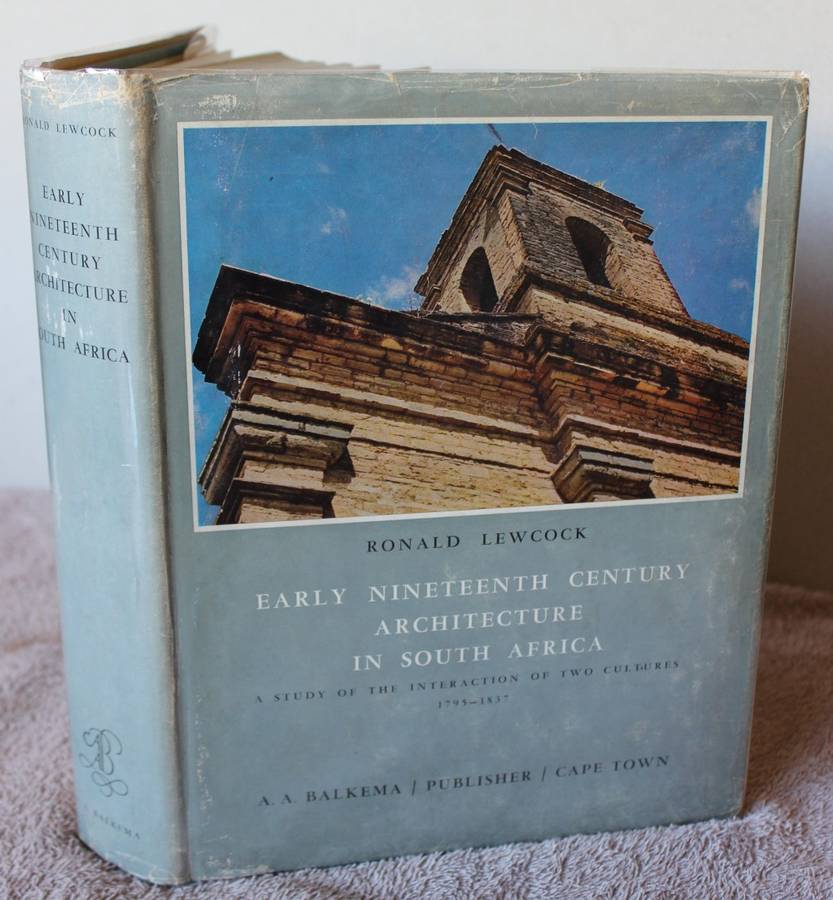 RONALD LEWCOCK
EARLY
NINETEENTH
CENTURY
ARCHITECTURE
IN
SOUTH AFRICA
BALKEMA
RONALD LEWCOCK
EARLY NINETEENTH CENTURY
ARCHITECTURE
IN SOUTH AFRICA
A STUDY OF THE INTERACTION OF TWO CULTURES
1795–1837
A. A. BALKEMA / PUBLISHER / CAPE TOWN